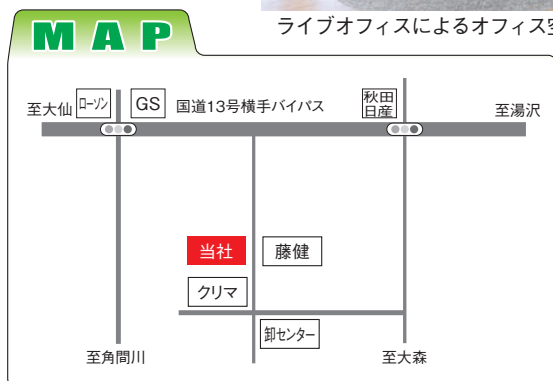 ライブオフィスによるオフィス空
MAP
至大仙
ローソン
GS
国道13号横手バイパス
秋田
日産
至湯沢
当社
藤健
クリマ
卸センター
至角間川
至大森